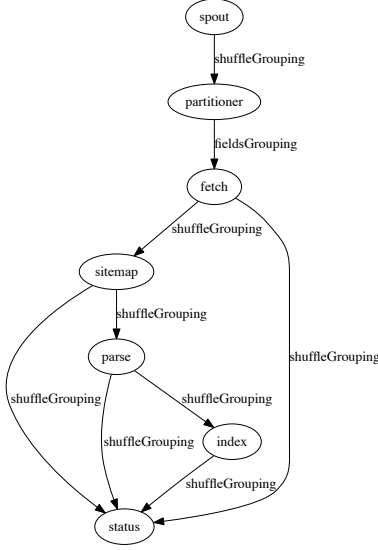 spout
shuffleGrouping
partitioner
fieldsGrouping
fetch
shuffleGrouping
sitemap
shuffleGrouping
parse
shuffleGrouping
shuffleGrouping
shuffleGrouping
shuffleGrouping
index
shuffleGrouping
status